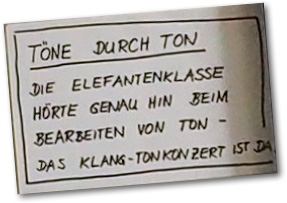 TÖNE DURCH TON
DIE ELEFANTENKLASSE
HÖRTE GENAU HIN BEIM
BEARBEITEN VON TON -
DAS KLANG-TONKONZERT IST DA